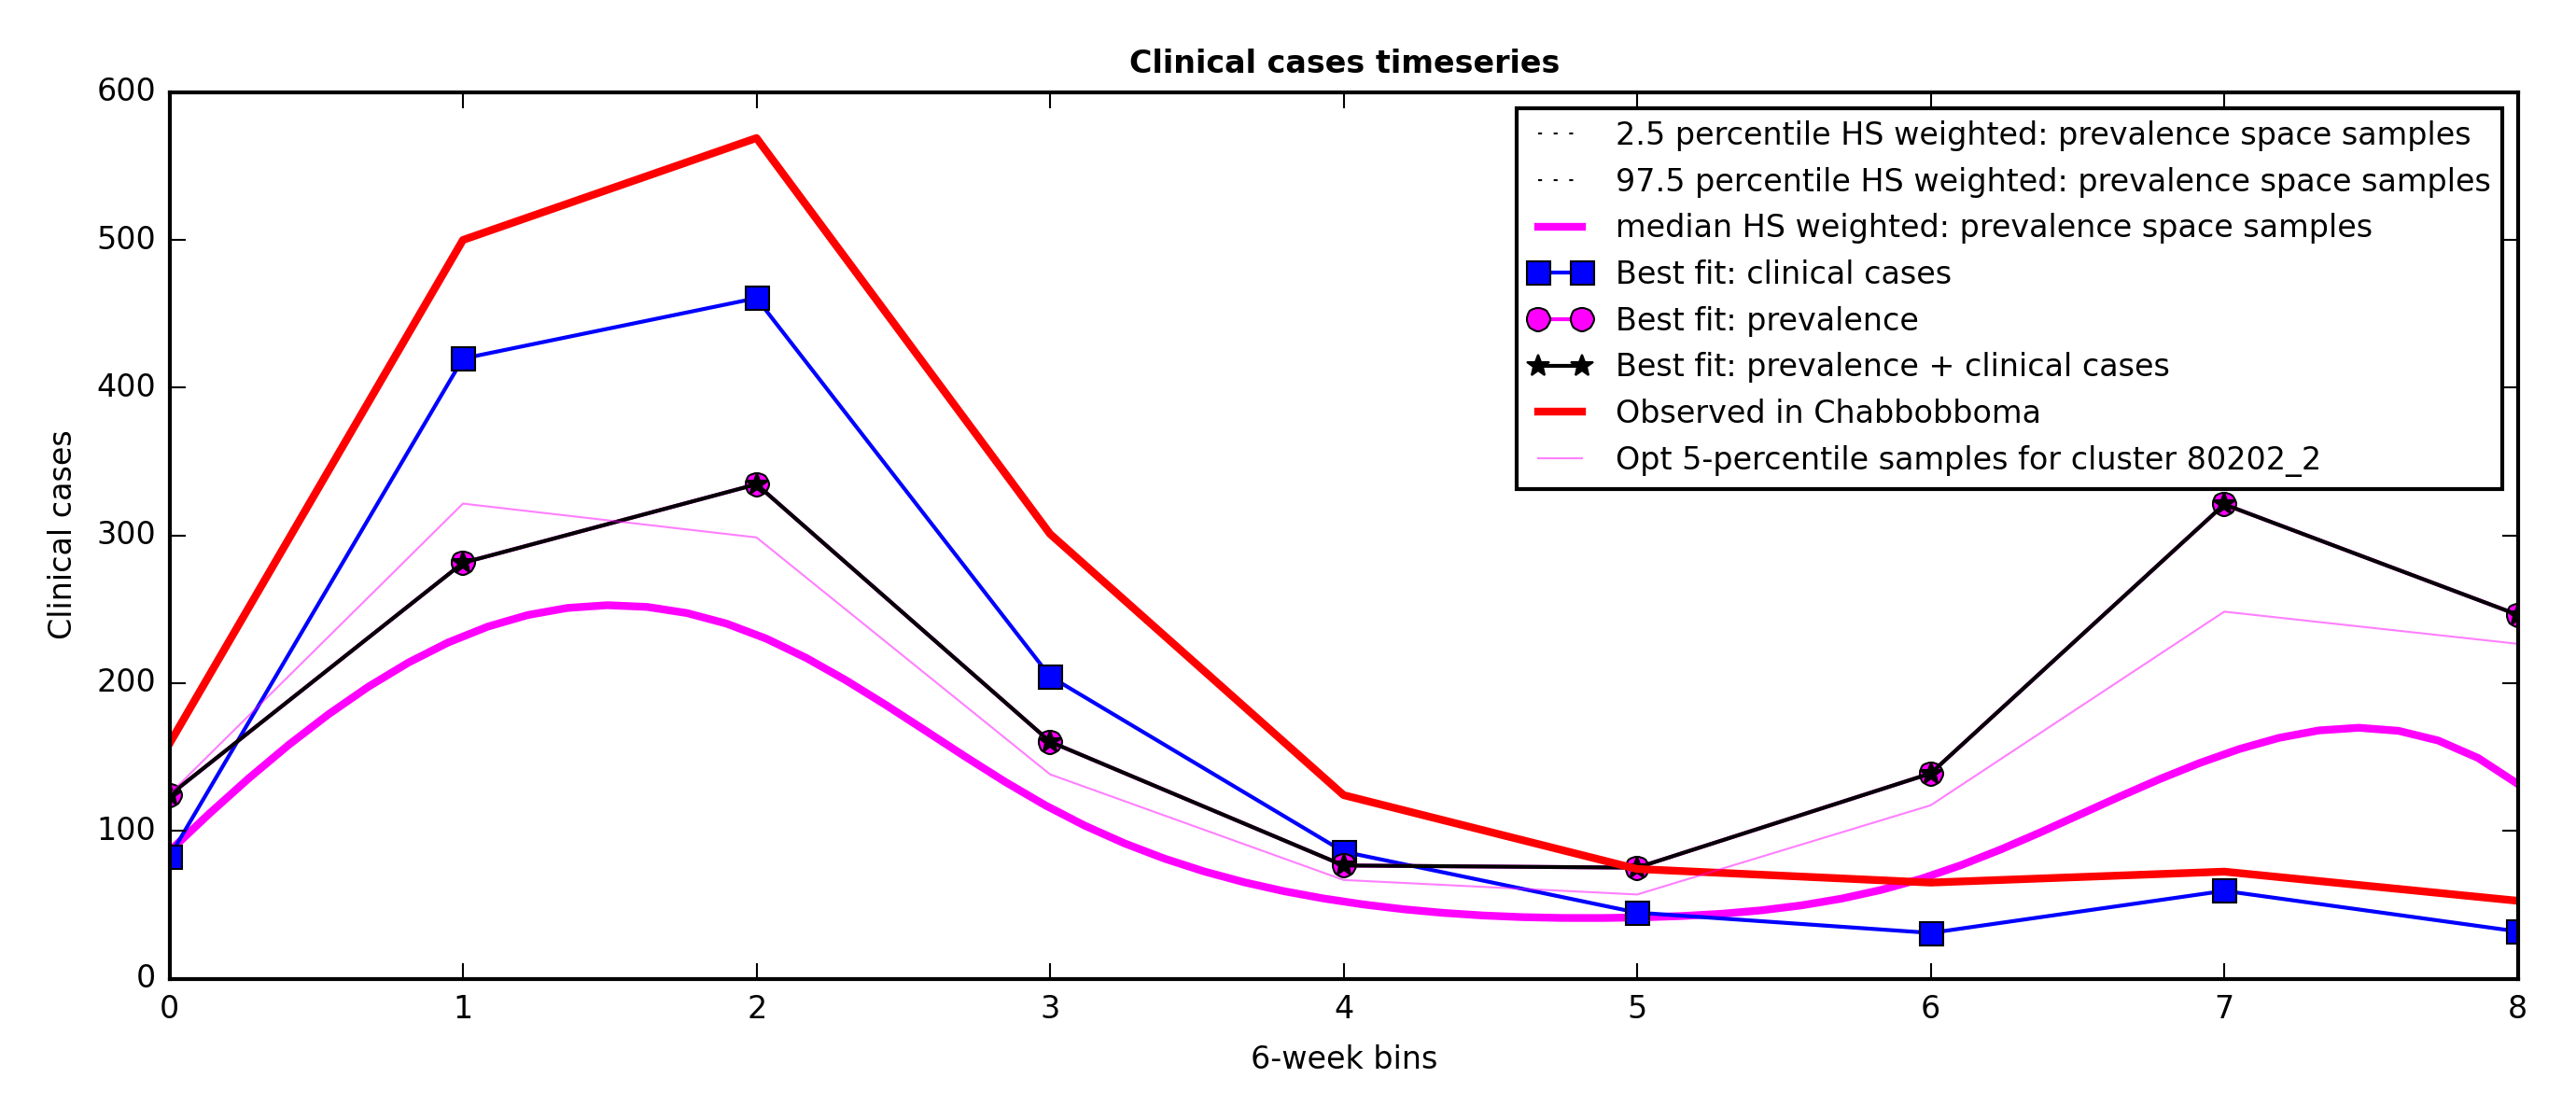 Clinical cases timeseries
600
500
400
300
200
100
0
Clinical cases
2.5 percentile HS weighted: prevalence space samples
97.5 percentile HS weighted: prevalence space samples
median HS weighted: prevalence space samples
Best fit: clinical cases
Best fit: prevalence
Best fit: prevalence + clinical cases
Observed in Chabbobboma
Opt 5-percentile samples for cluster 80202_2
0 1 2 3 4 5 6 7 8
6-week bins